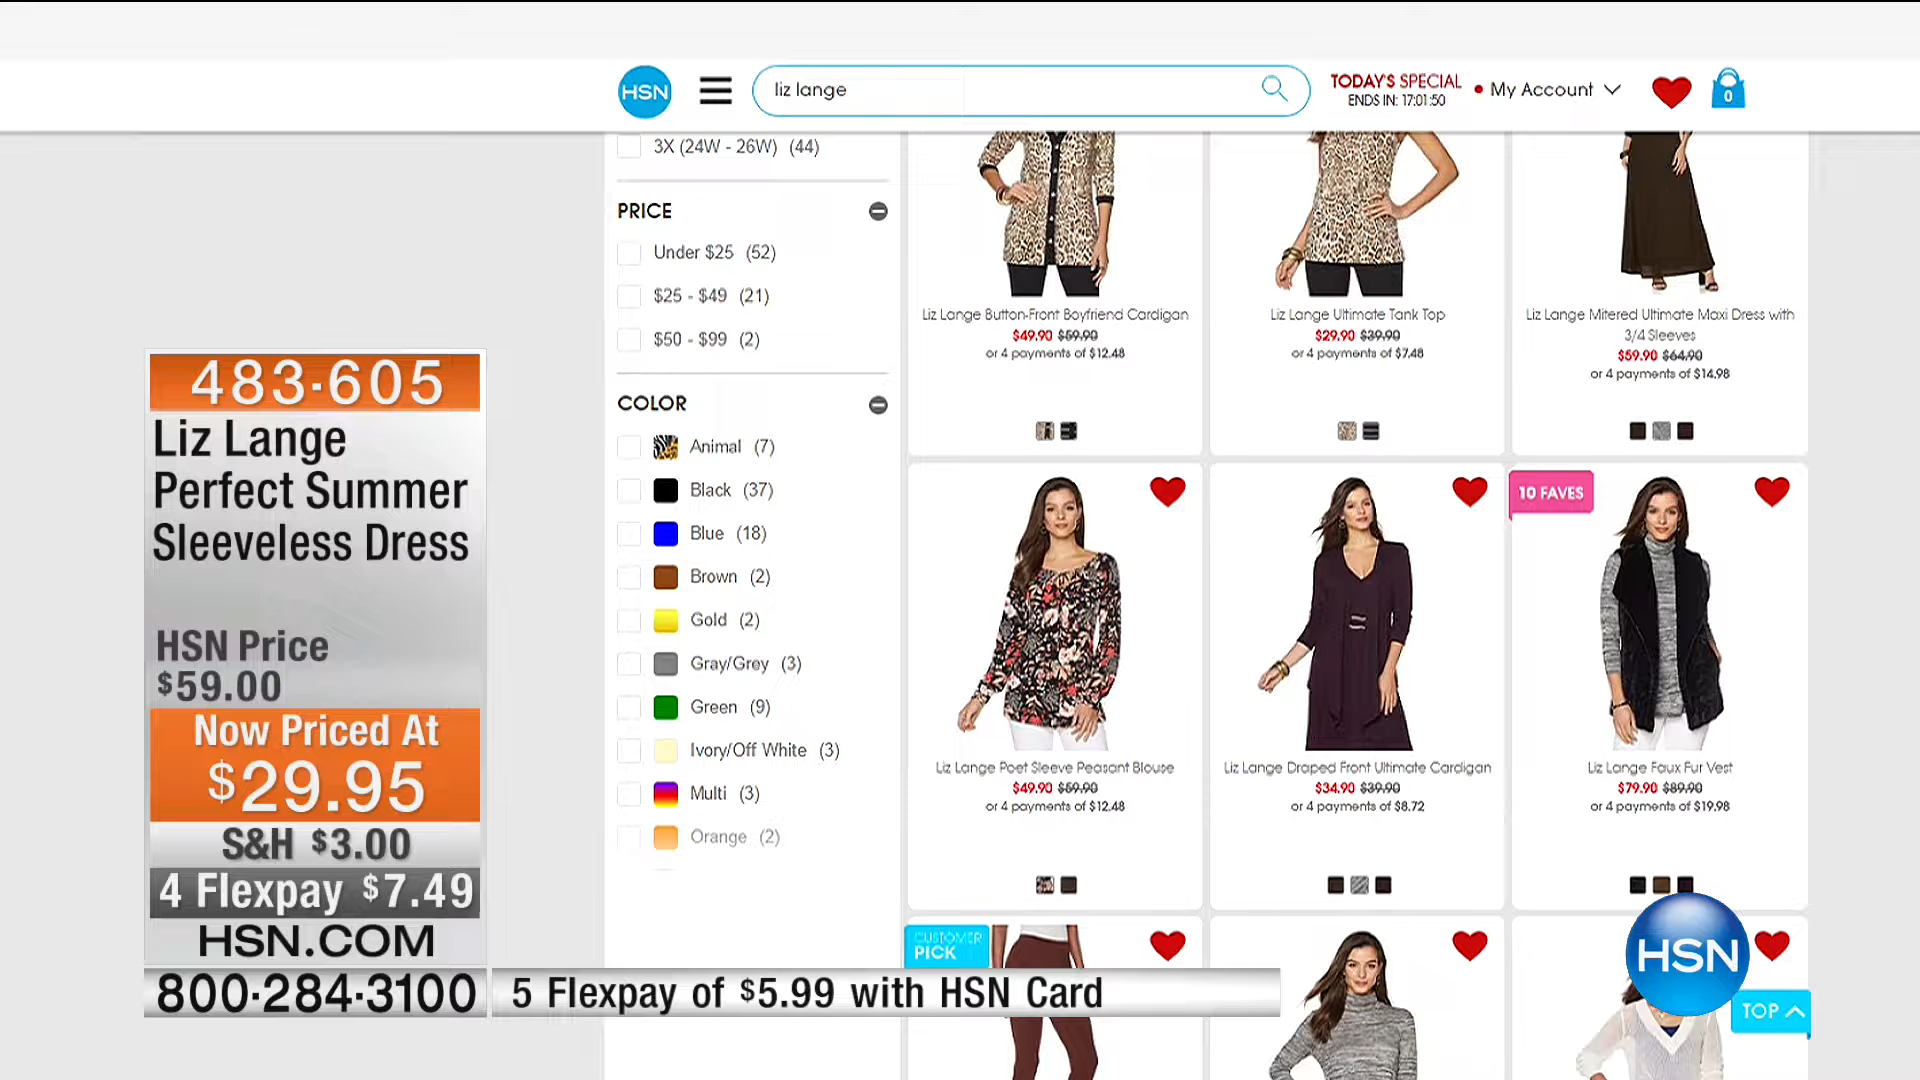 HSN
liz lange
TODAY'S SPECIAL
ENDS IN: 17:01:50
My Account
0
3X (24W - 26W) (44)
PRICE
Under $25 (52)
$25 - $49 (21)
$50 - $99 (2)
COLOR
Animal (7)
Black (37)
Blue (18)
Brown (2)
Gold (2)
Gray/Grey (3)
Green (9)
Ivory/Off White (3)
Multi (3)
Orange (2)
Liz Lange Button-Front Boyfriend Cardigan
$49.90 $59.90
or 4 payments of $12.48
Liz Lange Ultimate Tank Top
$29.90 $39.90
or 4 payments of $7.48
Liz Lange Mitered Ultimate Maxi Dress with
3/4 Sleeves
$59.90 $64.90
or 4 payments of $14.98
Liz Lange Poet Sleeve Peasant Blouse
$49.90 $59.90
or 4 payments of $12.48
Liz Lange Draped Front Ultimate Cardigan
$34.90 $39.90
or 4 payments of $8.72
10 FAVES
Liz Lange Faux Fur Vest
$79.90 $89.90
or 4 payments of $19.98
CUSTOMER
PICK
HSN
TOP
483-605
Liz Lange
Perfect Summer
Sleeveless Dress
HSN Price
$59.00
Now Priced At
$29.95
S&H $3.00
4 Flexpay $7.49
HSN.COM
800-284-3100
5 Flexpay of $5.99 with HSN Card